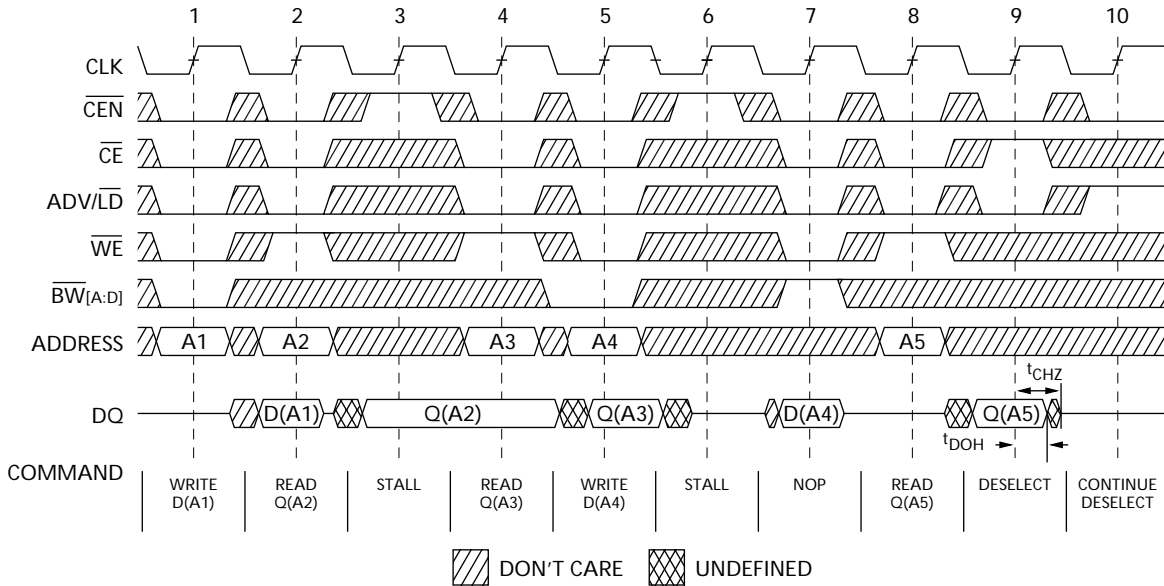 1 2 3 4 5 6 7 8 9 10
CLK
CEN
CE
ADV/LD
WE
BW[A:D]
ADDRESS A1 A2 A3 A4 A5
tCHZ
DQ D(A1) Q(A2) Q(A3) D(A4) Q(A5)
tDOH
COMMAND
WRITE D(A1)
READ Q(A2)
STALL
READ Q(A3)
WRITE D(A4)
STALL
NOP
READ Q(A5)
DESELECT
CONTINUE DESELECT
DON'T CARE UNDEFINED